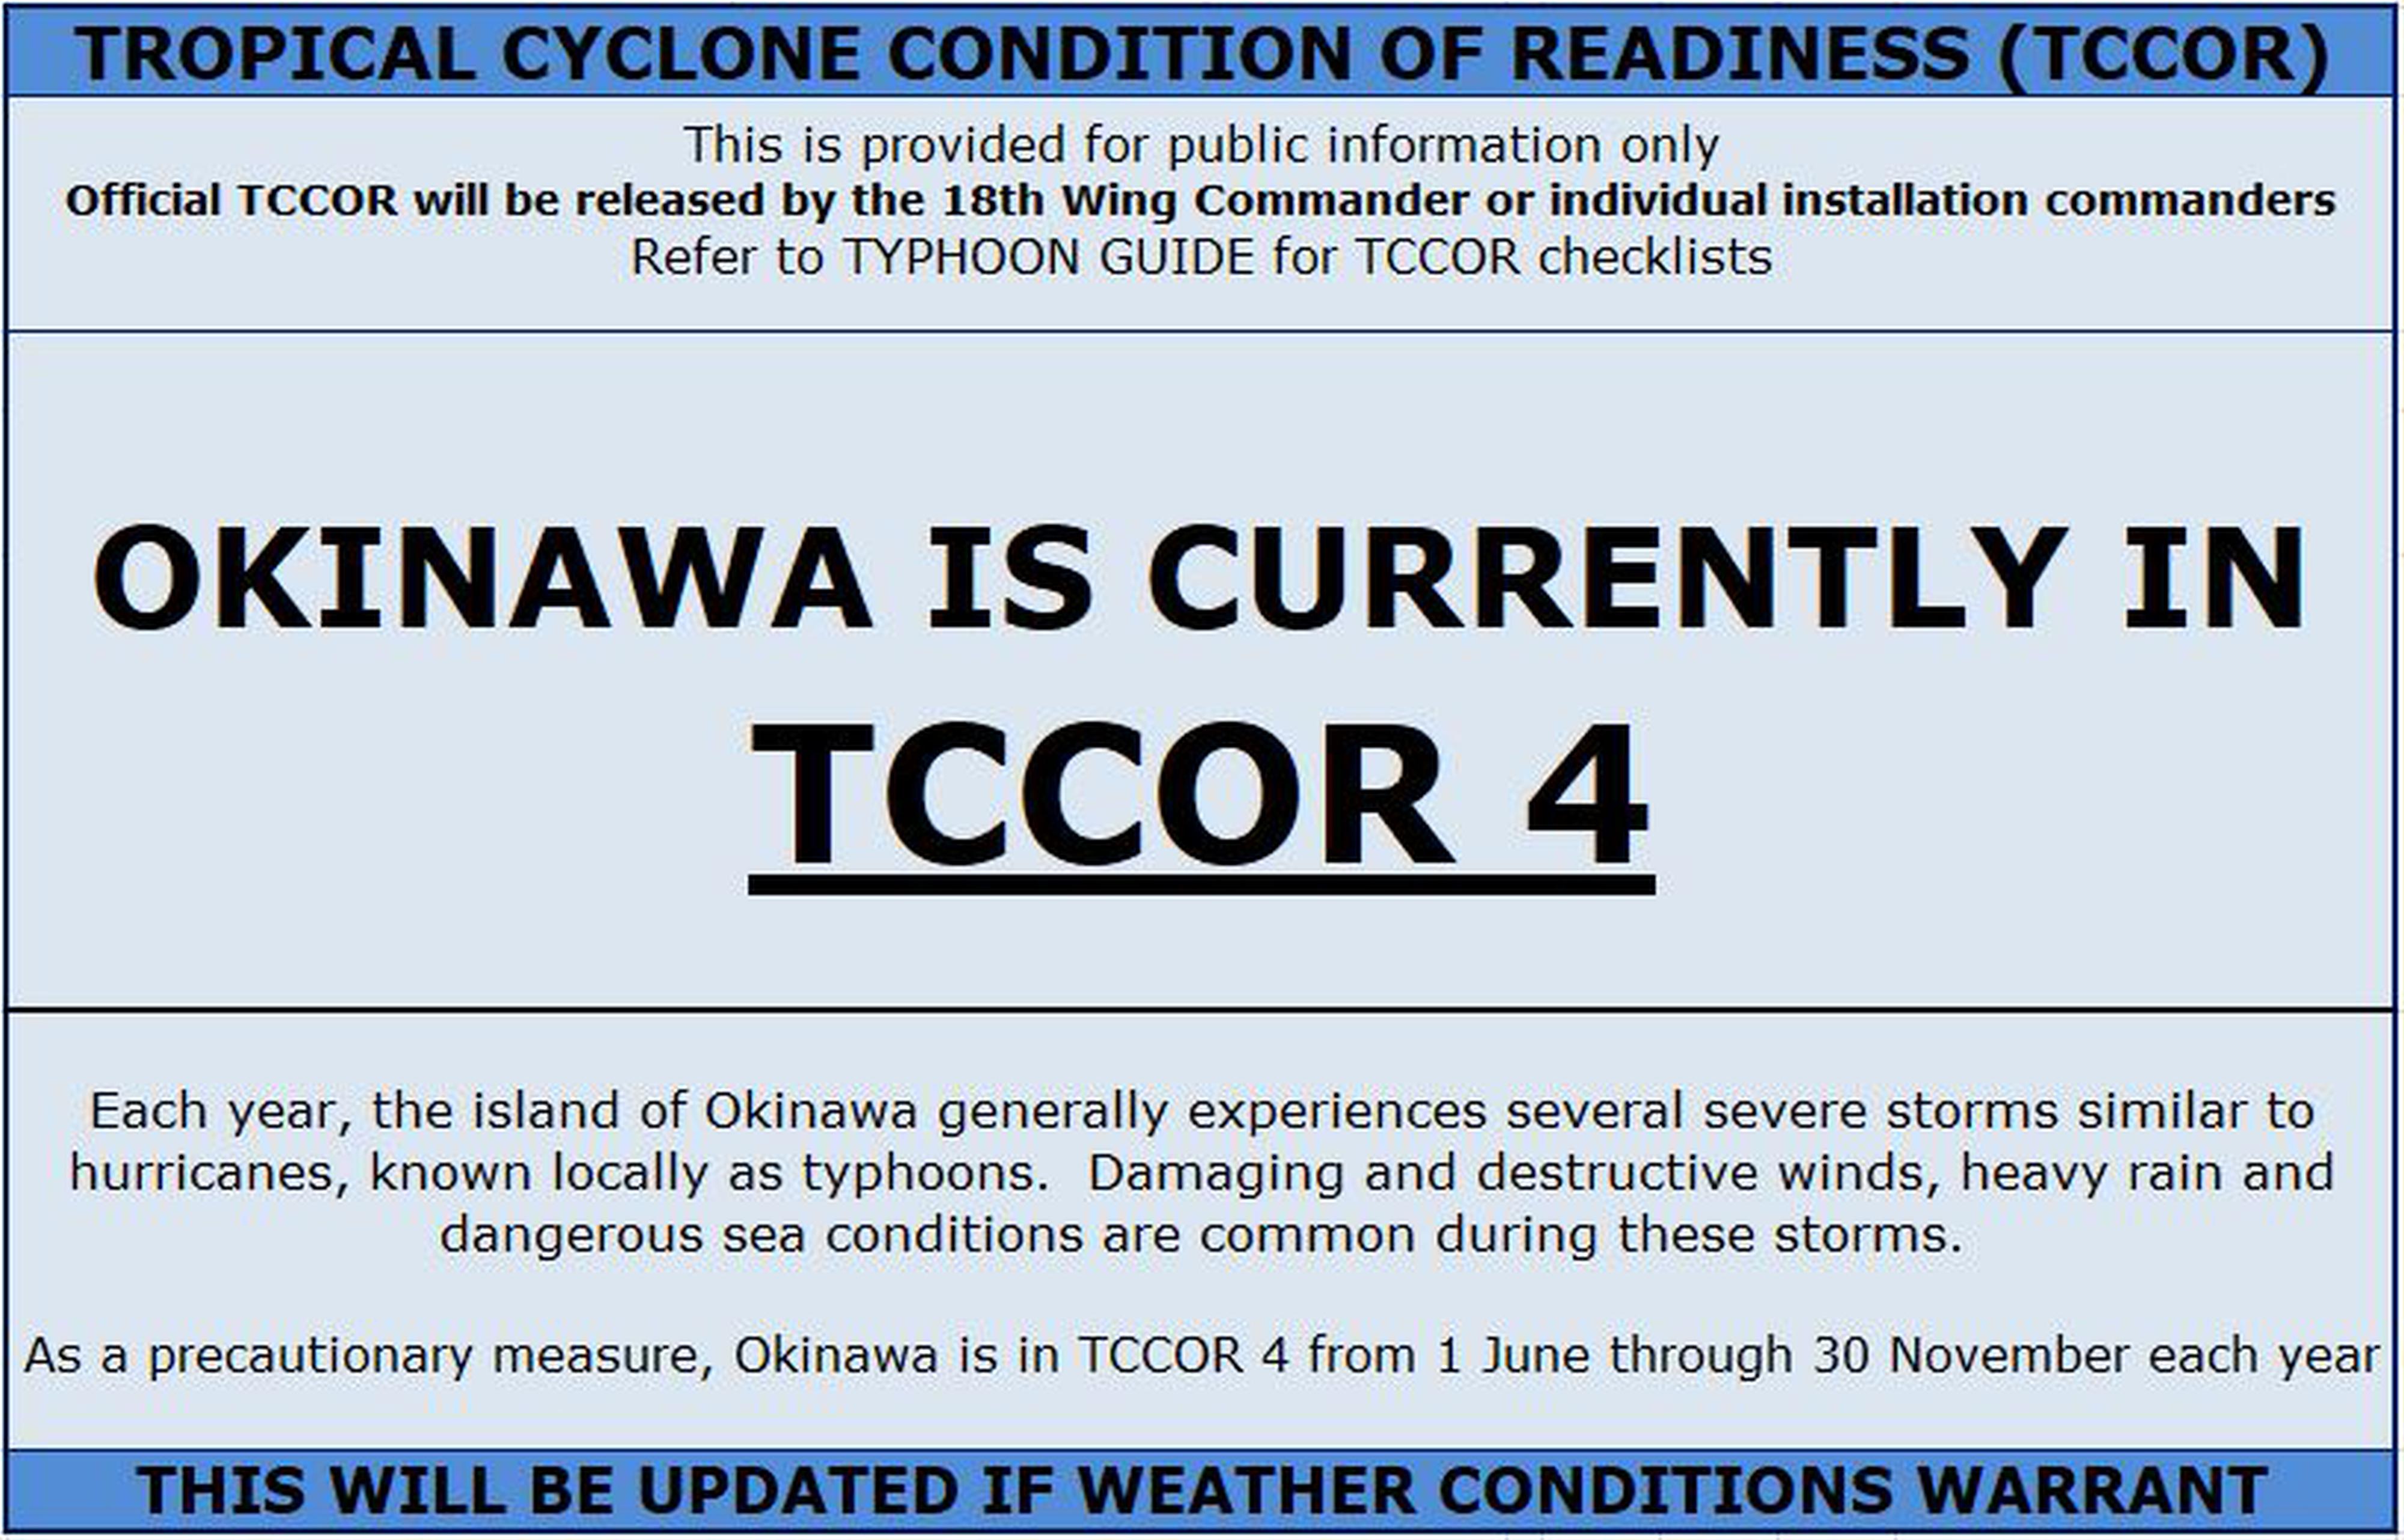 TROPICAL CYCLONE CONDITION OF READINESS (TCCOR)
This is provided for public information only
Official TCCOR will be released by the 18th Wing Commander or individual installation commanders
Refer to TYPHOON GUIDE for TCCOR checklists
OKINAWA IS CURRENTLY IN
TCCOR 4
Each year, the island of Okinawa generally experiences several severe storms similar to
hurricanes, known locally as typhoons.  Damaging and destructive winds, heavy rain and
dangerous sea conditions are common during these storms.
As a precautionary measure, Okinawa is in TCCOR 4 from 1 June through 30 November each year
THIS WILL BE UPDATED IF WEATHER CONDITIONS WARRANT